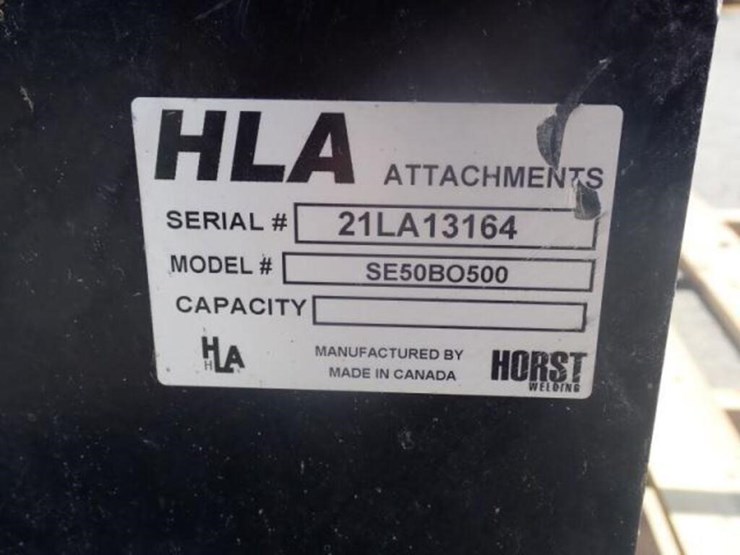 HLA ATTACHMENTS
SERIAL # 21LA13164
MODEL # SE50BO500
CAPACITY
HLA MANUFACTURED BY HORST
MADE IN CANADA WELDING